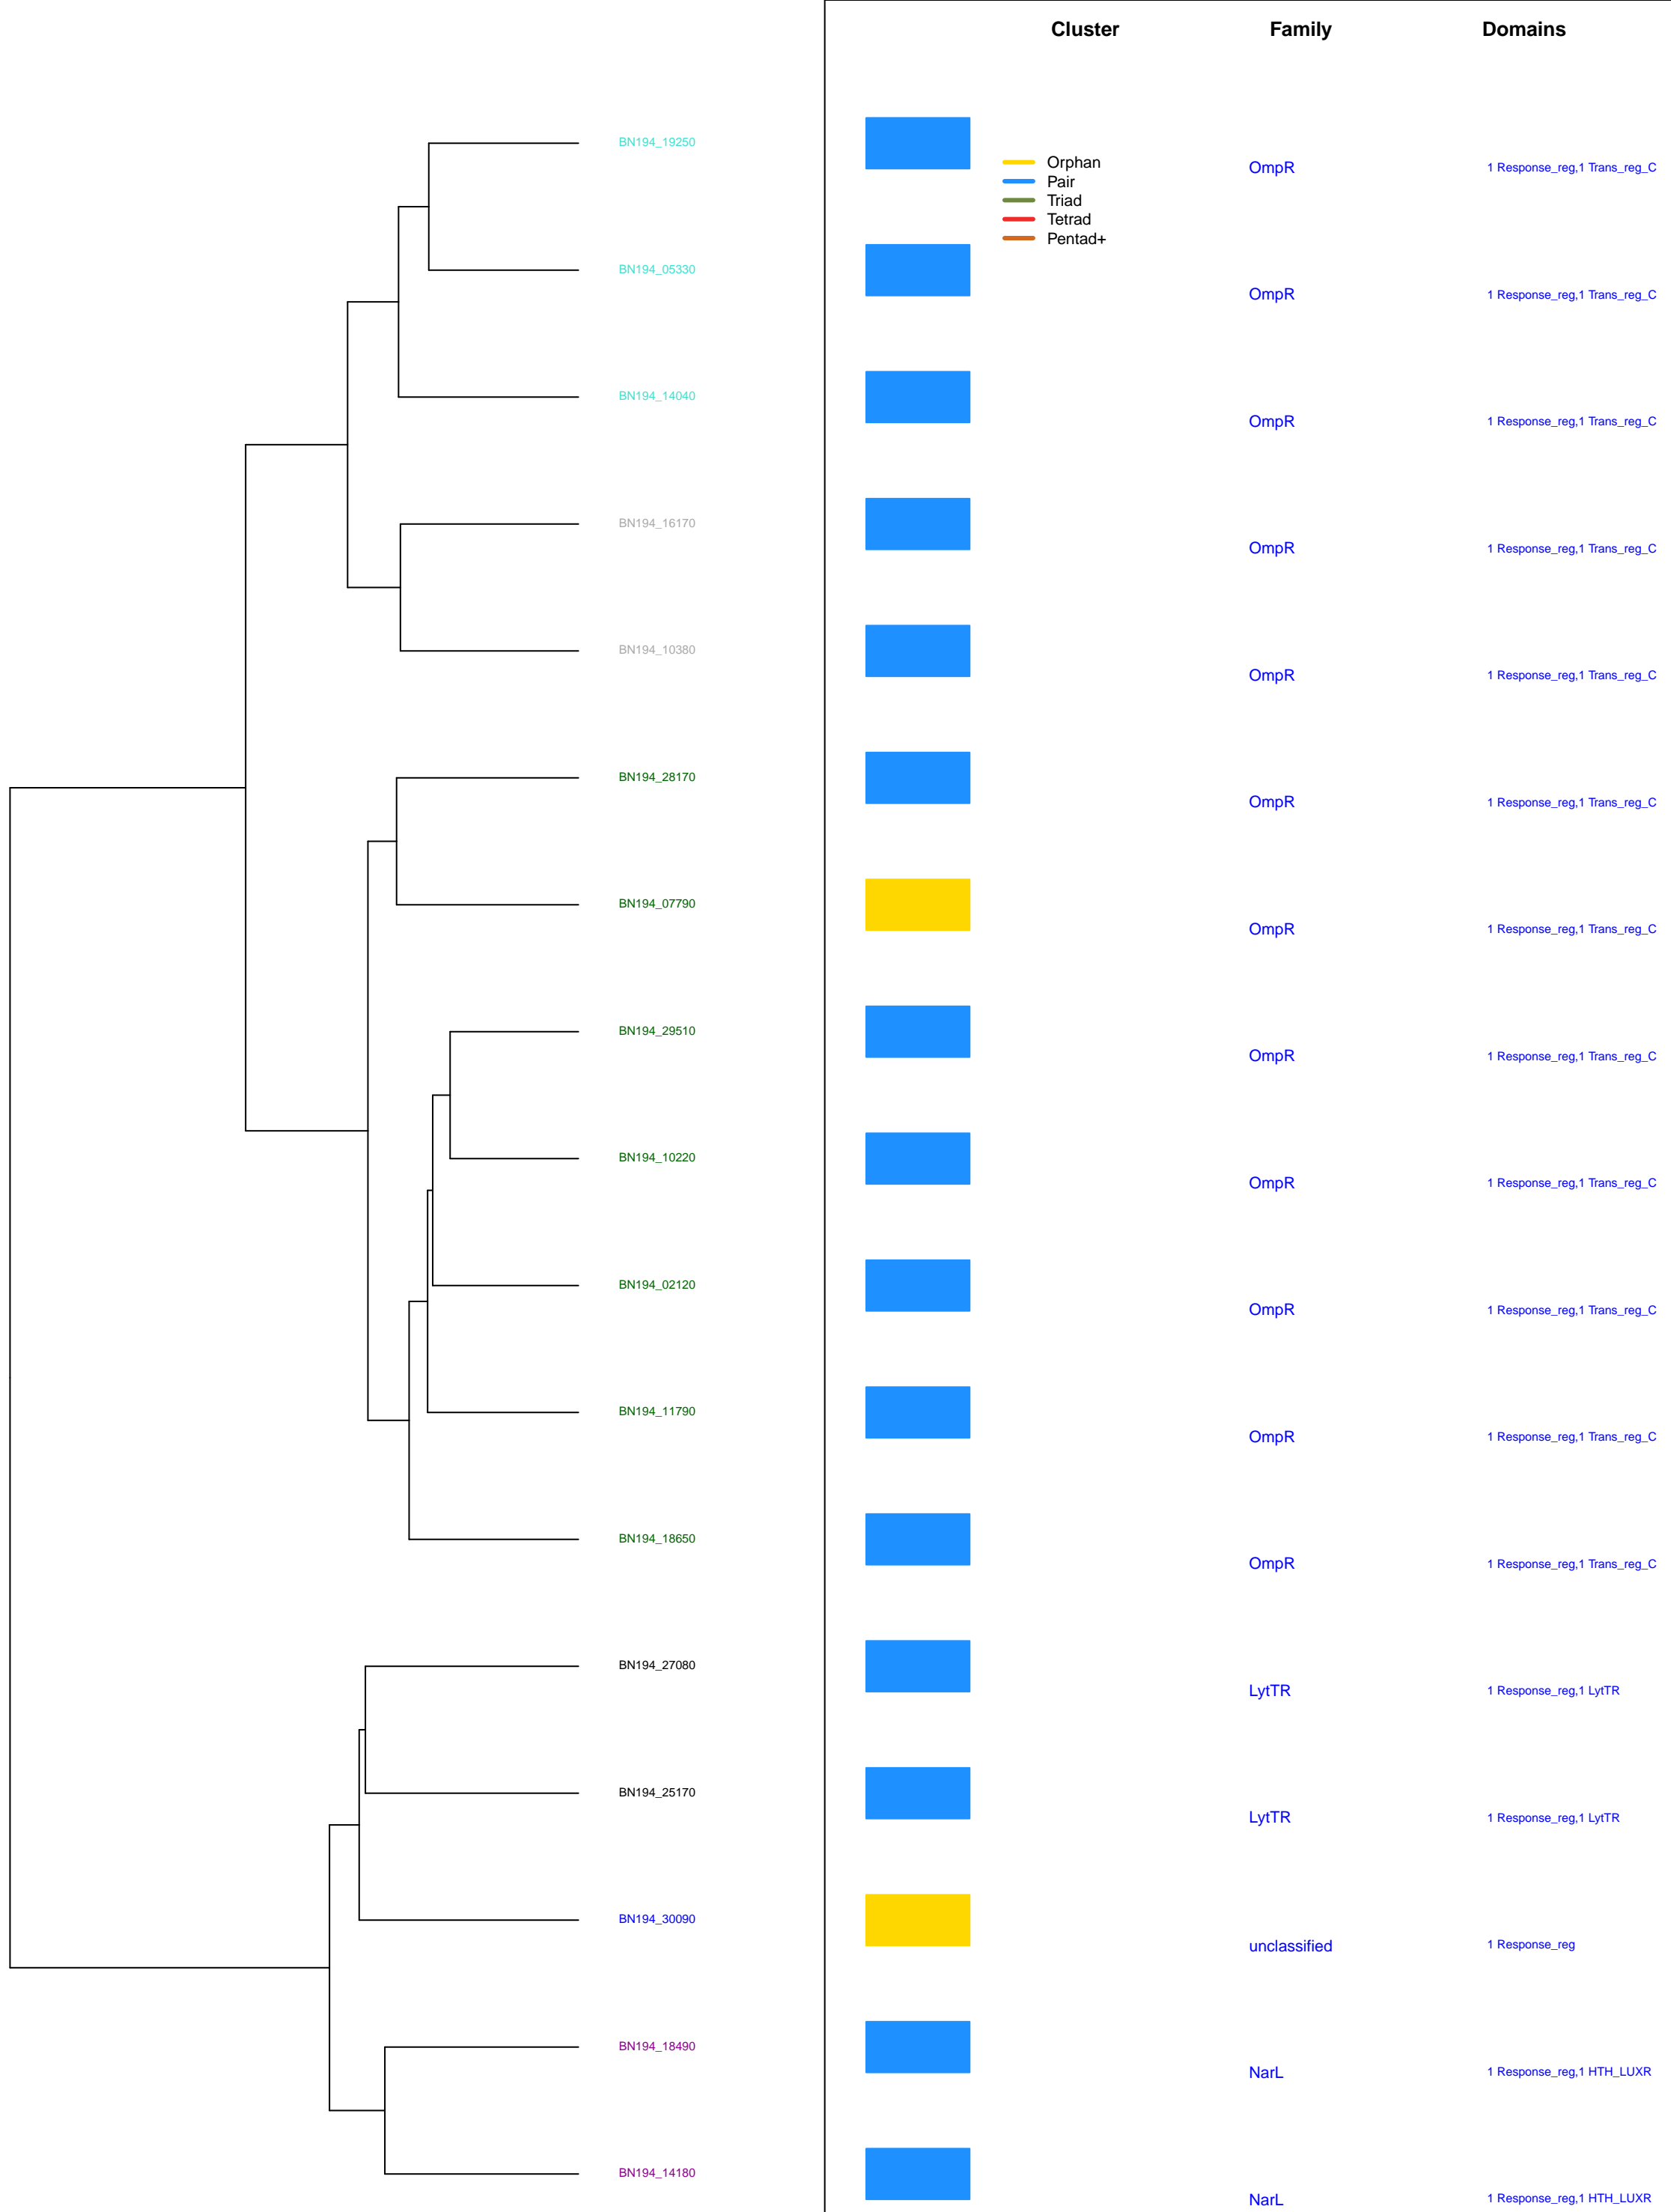 Cluster Family Domains
BN194_19250
Orphan
OmpR 1 Response_reg,1 Trans_reg_C
Pair
Triad
Tetrad
Pentad+
BN194_05330
OmpR 1 Response_reg,1 Trans_reg_C
BN194_14040
OmpR 1 Response_reg,1 Trans_reg_C
BN194_16170
OmpR 1 Response_reg,1 Trans_reg_C
BN194_10380
OmpR 1 Response_reg,1 Trans_reg_C
BN194_28170
OmpR 1 Response_reg,1 Trans_reg_C
BN194_07790
OmpR 1 Response_reg,1 Trans_reg_C
BN194_29510
OmpR 1 Response_reg,1 Trans_reg_C
BN194_10220
OmpR 1 Response_reg,1 Trans_reg_C
BN194_02120
OmpR 1 Response_reg,1 Trans_reg_C
BN194_11790
OmpR 1 Response_reg,1 Trans_reg_C
BN194_18650
OmpR 1 Response_reg,1 Trans_reg_C
BN194_27080
LytTR 1 Response_reg,1 LytTR
BN194_25170
LytTR 1 Response_reg,1 LytTR
BN194_30090
unclassified 1 Response_reg
BN194_18490
NarL 1 Response_reg,1 HTH_LUXR
BN194_14180
NarL 1 Response_reg,1 HTH_LUXR